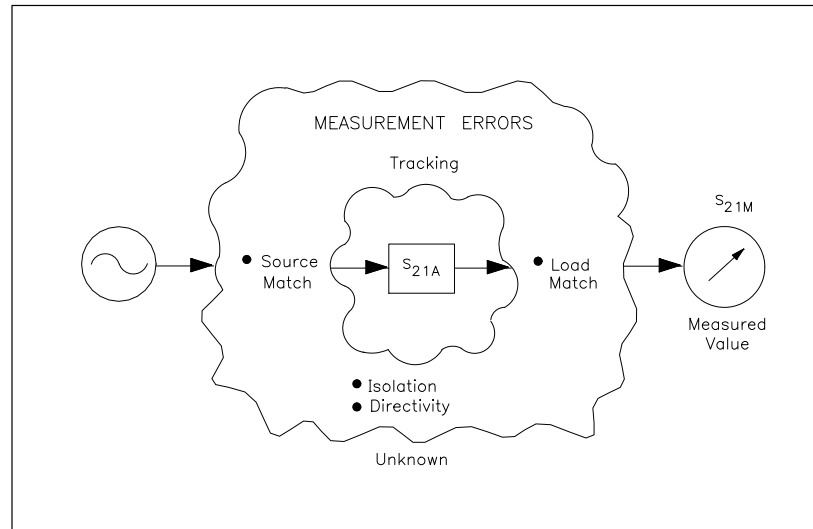 MEASUREMENT ERRORS
Tracking
S21M
Source
Match
S21A
Load
Match
Measured
Value
Isolation
Directivity
Unknown